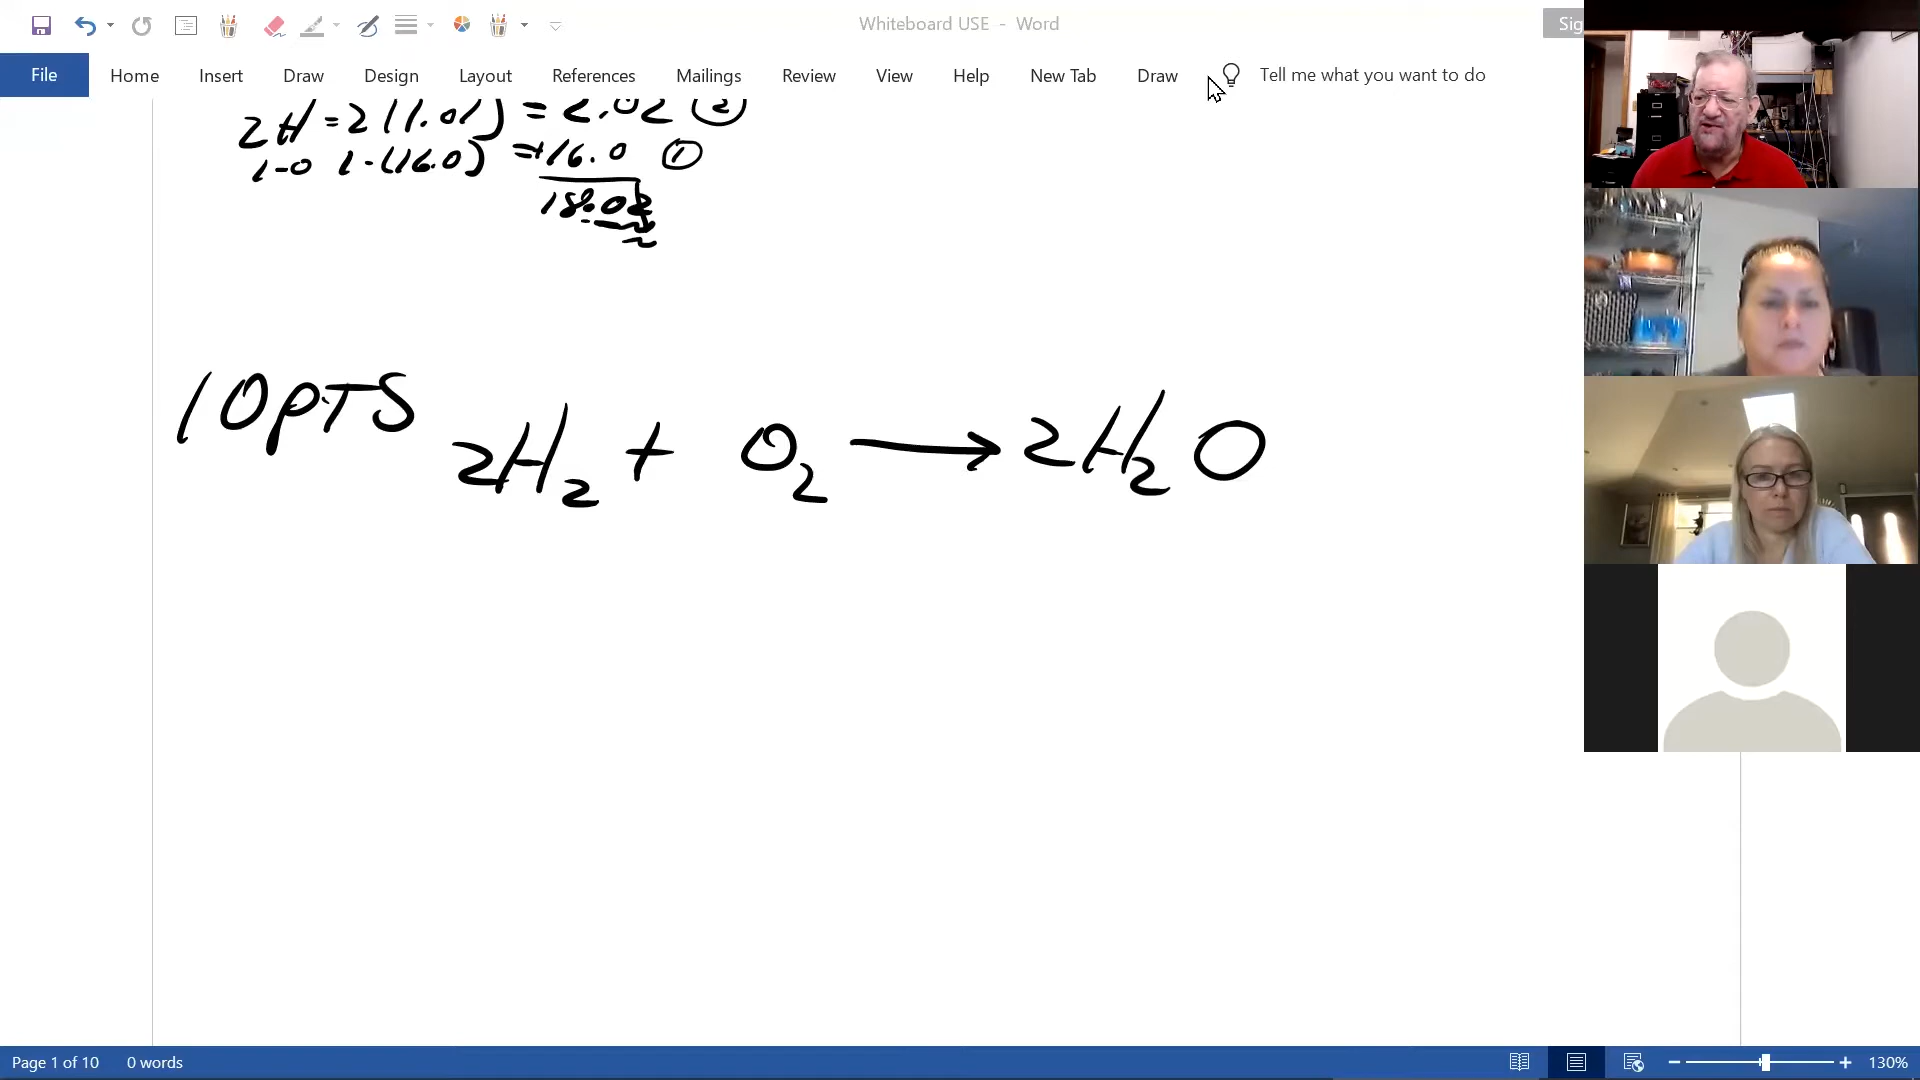 Whiteboard USE - Word
Sig
File Home Insert Draw Design Layout References Mailings Review View Help New Tab Draw Tell me what you want to do
2H = 2(1.01) = 2.02 (2)
1-O 1-(16.0) = +16.0 (1)
18.02
10PTS
2H₂ + O₂ → 2H₂O
Page 1 of 10 0 words 130%